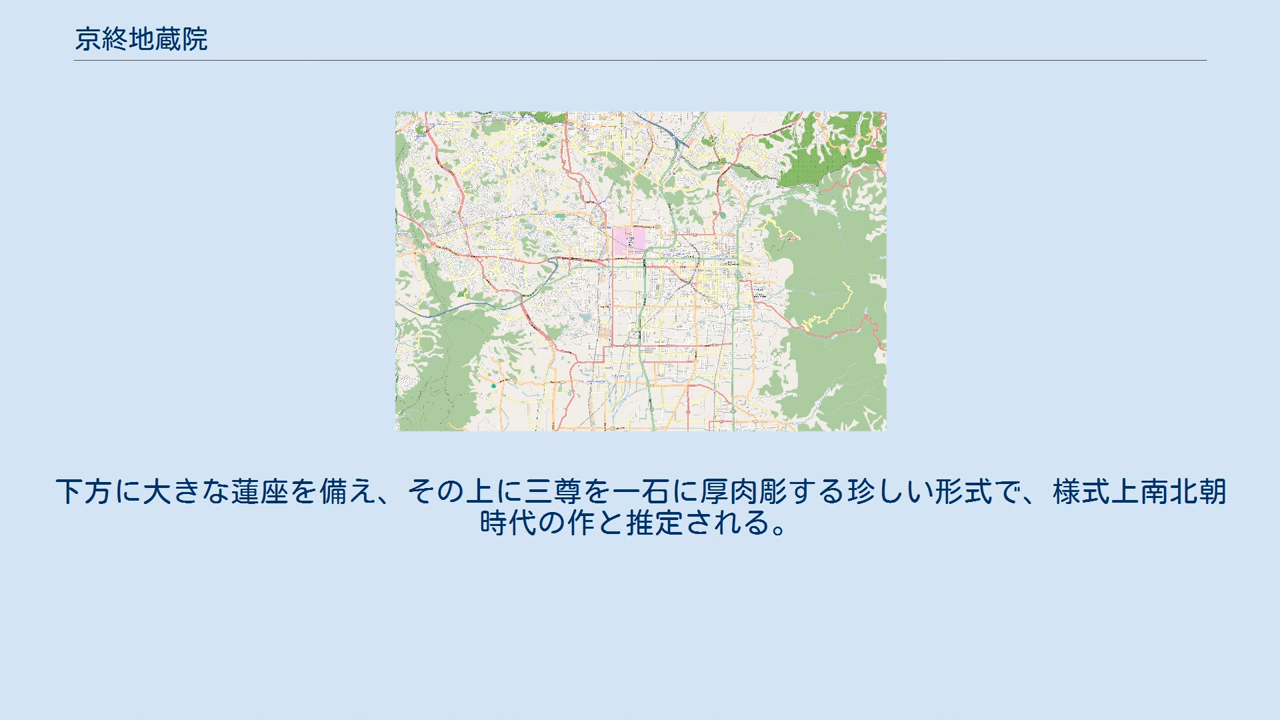 京終地蔵院
下方に大きな蓮座を備え、その上に三尊を一石に厚肉彫する珍しい形式で、様式上南北朝
時代の作と推定される。